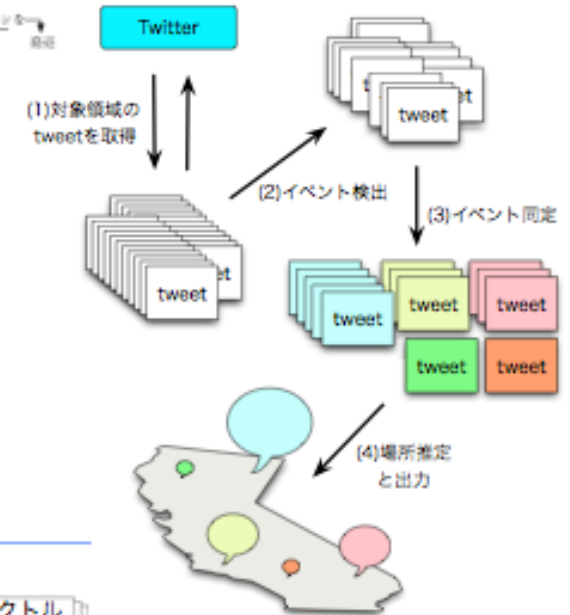 Twitter
(1)対象領域の
tweetを取得
tweet
tweet
(2)イベント検出
(3)イベント同定
tweet
tweet
tweet
tweet
tweet
tweet
(4)場所推定
と出力
クトル